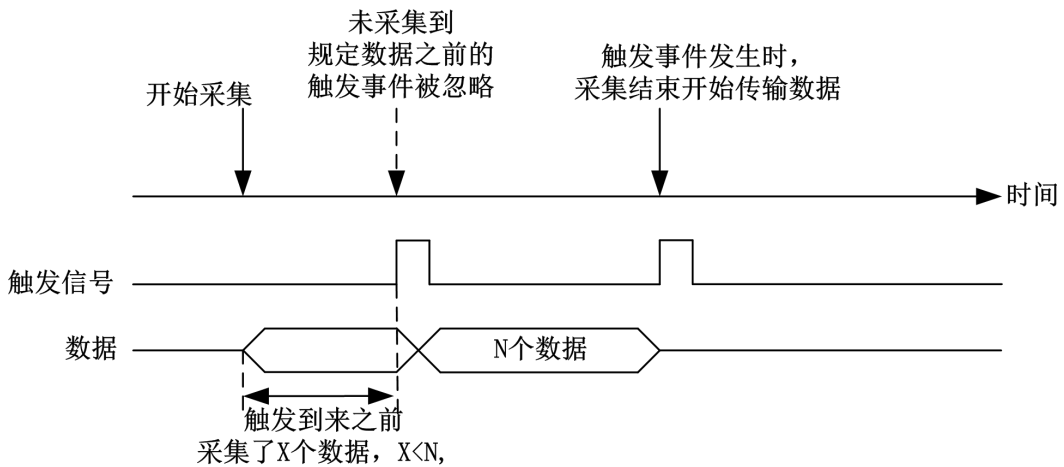 未采集到
规定数据之前的
触发事件被忽略
触发事件发生时，
采集结束开始传输数据
开始采集
时间
触发信号
数据
N个数据
触发到来之前
采集了X个数据，X<N,